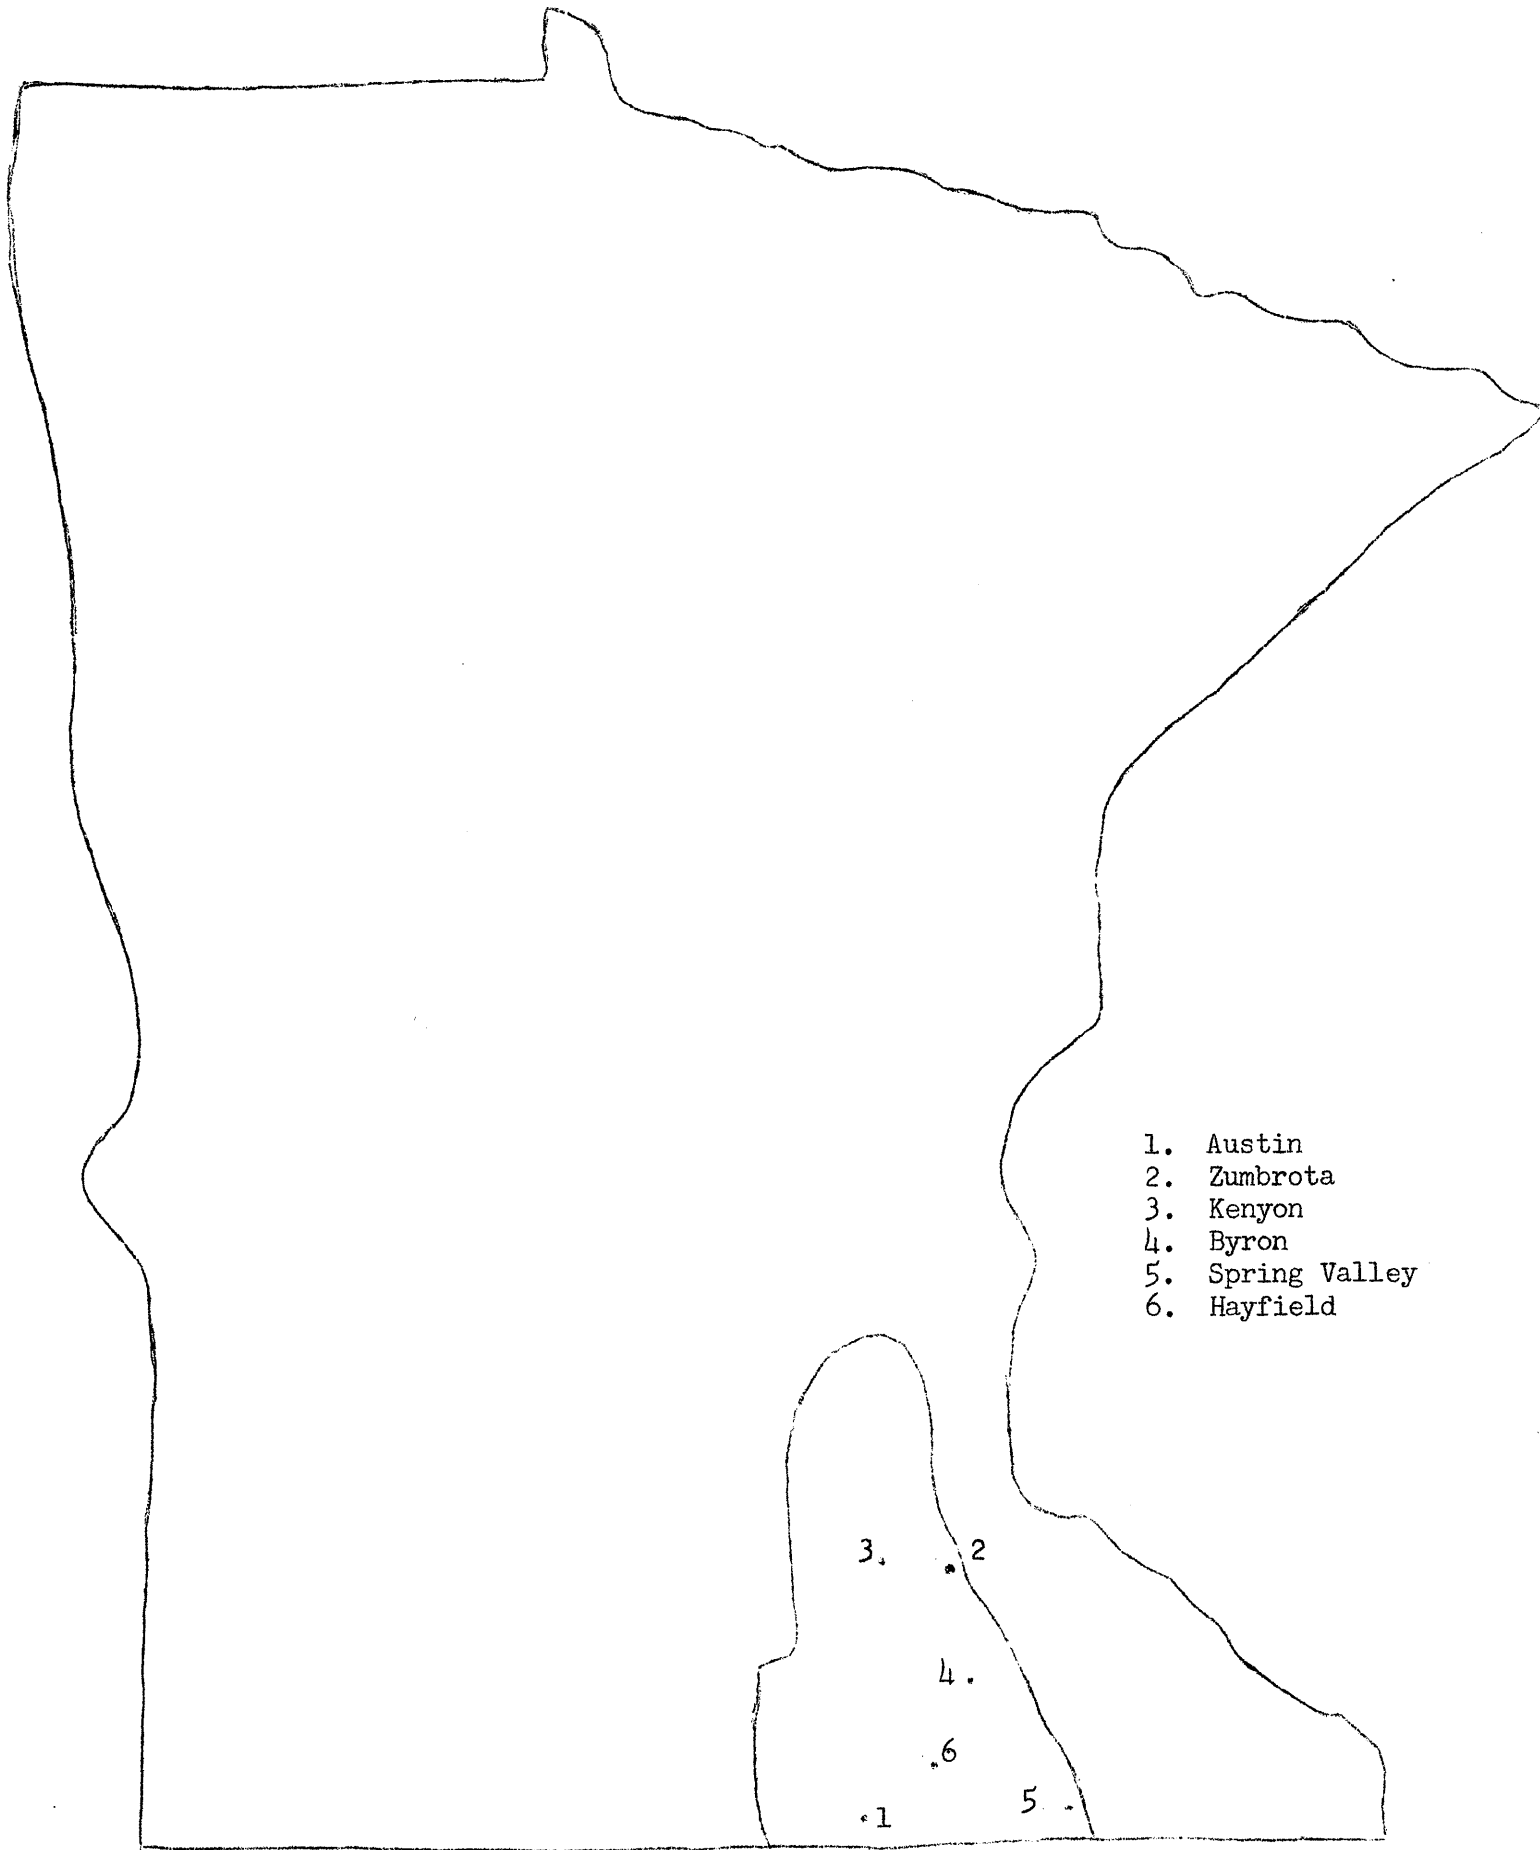 1. Austin
2. Zumbrota
3. Kenyon
4. Byron
5. Spring Valley
6. Hayfield
3 2
4
6
5
1